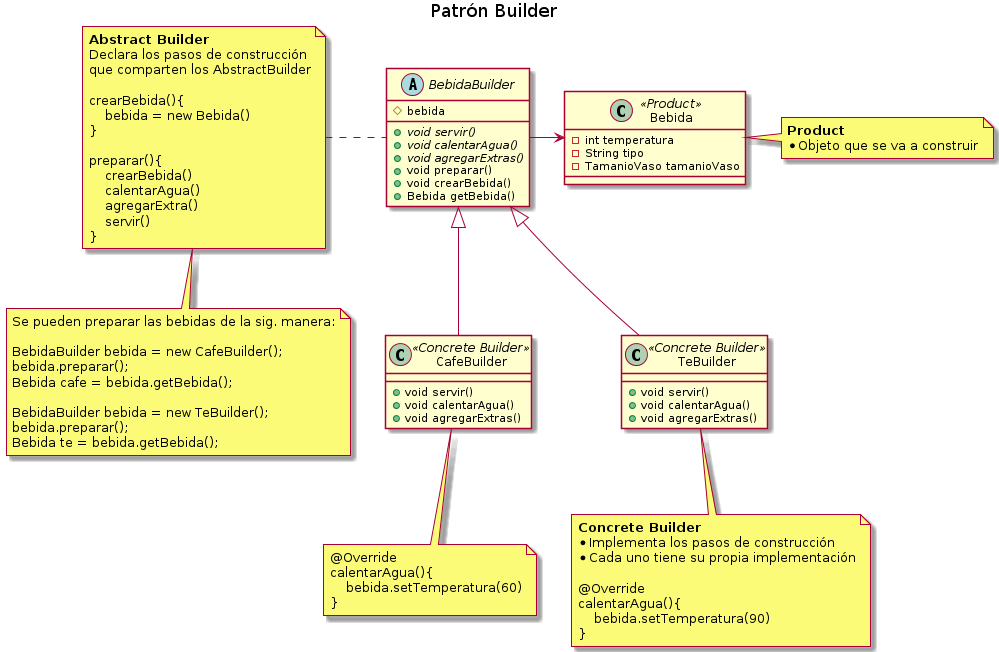 Patrón Builder
Abstract Builder
Declara los pasos de construcción
que comparten los AbstractBuilder
crearBebida(){
bebida = new Bebida()
}
preparar(){
crearBebida()
calentarAgua()
agregarExtra()
servir()
}
A BebidaBuilder
bebida
void servir()
void calentarAgua()
void agregarExtras()
void preparar()
void crearBebida()
Bebida getBebida()
C «Product»
Bebida
int temperatura
String tipo
TamanioVaso tamanioVaso
Product
• Objeto que se va a construir
Se pueden preparar las bebidas de la sig. manera:
BebidaBuilder bebida = new CafeBuilder();
bebida.preparar();
Bebida cafe = bebida.getBebida();
BebidaBuilder bebida = new TeBuilder();
bebida.preparar();
Bebida te = bebida.getBebida();
C «Concrete Builder»
CafeBuilder
void servir()
void calentarAgua()
void agregarExtras()
C «Concrete Builder»
TeBuilder
void servir()
void calentarAgua()
void agregarExtras()
@Override
calentarAgua(){
bebida.setTemperatura(60)
}
Concrete Builder
• Implementa los pasos de construcción
• Cada uno tiene su propia implementación
@Override
calentarAgua(){
bebida.setTemperatura(90)
}